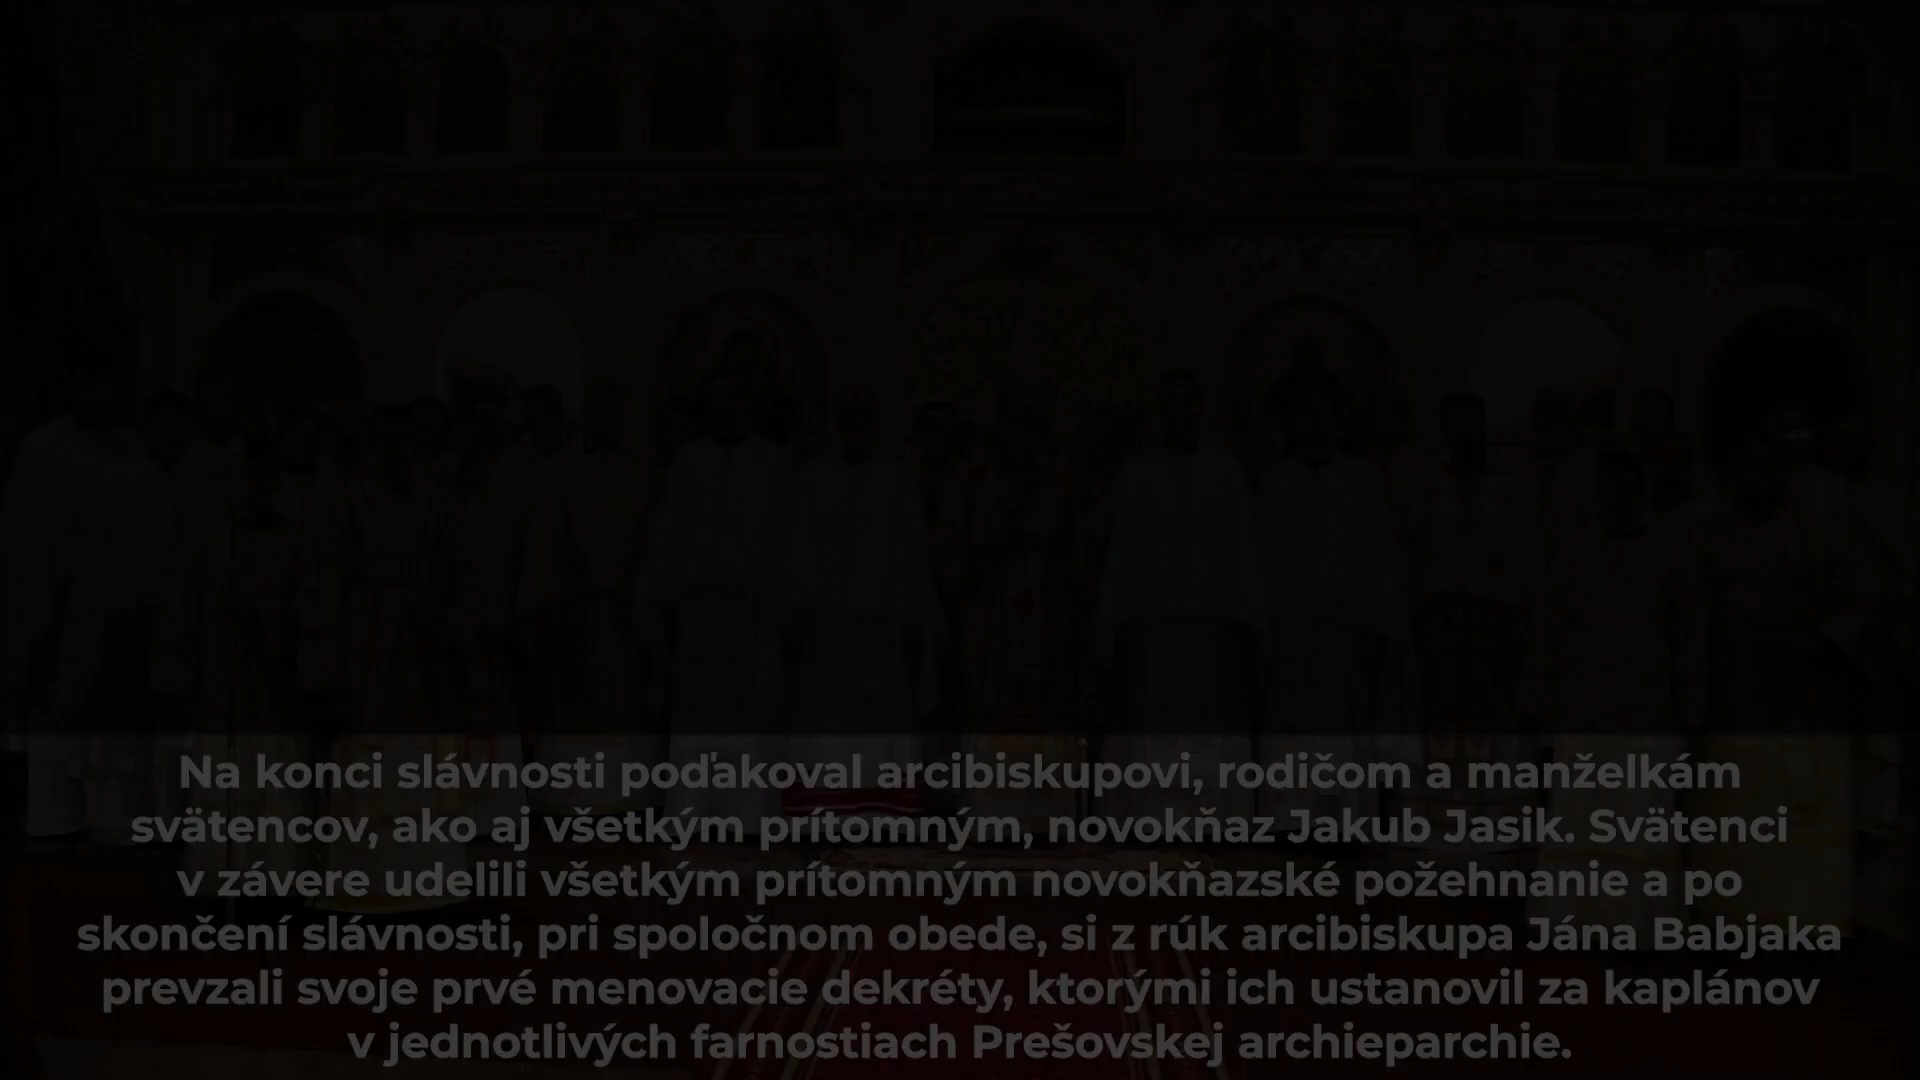 Na konci slávnosti poďakoval arcibiskupovi, rodičom a manželkám
svätencov, ako aj všetkým prítomným, novokňaz Jakub Jasik. Svätenci
v závere udelili všetkým prítomným novokňazské požehnanie a po
skončení slávnosti, pri spoločnom obede, si z rúk arcibiskupa Jána Babjaka
prevzali svoje prvé menovacie dekréty, ktorými ich ustanovil za kaplánov
v jednotlivých farnostiach Prešovskej archieparchie.